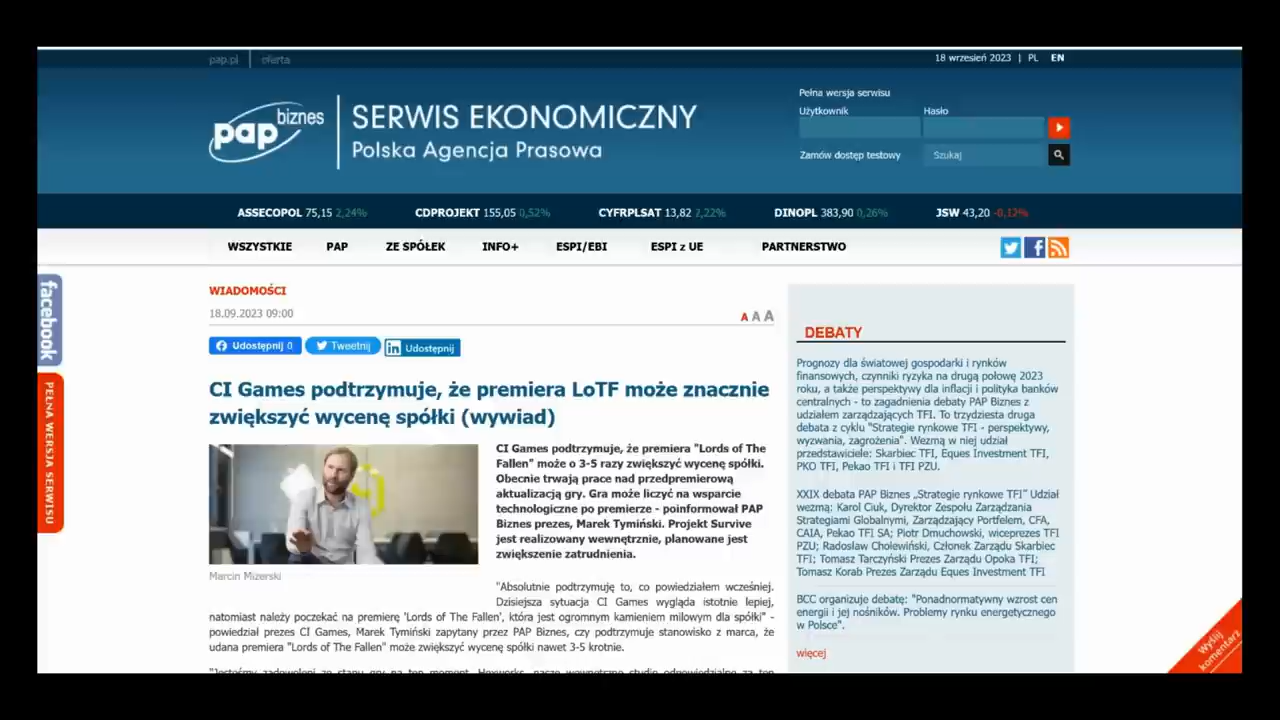 pap.pl | oferta
18 wrzesień 2023 | PL EN
pap biznes
SERWIS EKONOMICZNY
Polska Agencja Prasowa
Pełna wersja serwisu
Użytkownik Hasło
Zamów dostęp testowy Szukaj
ASSECOPOL 75,15 2,24% CDPROJEKT 155,05 0,52% CYFRPLSAT 13,82 2,22% DINOPL 383,90 0,26% JSW 43,20 -0,12%
WSZYSTKIE PAP ZE SPÓŁEK INFO+ ESPI/EBI ESPI z UE PARTNERSTWO
facebook
PEŁNA WERSJA SERWISU
WIADOMOŚCI
18.09.2023 09:00
A A A
Udostępnij 0 Tweetnij in Udostępnij
CI Games podtrzymuje, że premiera LoTF może znacznie
zwiększyć wycenę spółki (wywiad)
Marcin Mizerski
CI Games podtrzymuje, że premiera "Lords of The
Fallen" może o 3-5 razy zwiększyć wycenę spółki.
Obecnie trwają prace nad przedpremierową
aktualizacją gry. Gra może liczyć na wsparcie
technologiczne po premierze - poinformował PAP
Biznes prezes, Marek Tymiński. Projekt Survive
jest realizowany wewnętrznie, planowane jest
zwiększenie zatrudnienia.
"Absolutnie podtrzymuję to, co powiedziałem wcześniej.
Dzisiejsza sytuacja CI Games wygląda istotnie lepiej,
natomiast należy poczekać na premierę 'Lords of The Fallen', która jest ogromnym kamieniem milowym dla spółki" -
powiedział prezes CI Games, Marek Tymiński zapytany przez PAP Biznes, czy podtrzymuje stanowisko z marca, że
udana premiera "Lords of The Fallen" może zwiększyć wycenę spółki nawet 3-5 krotnie.
"Jesteśmy zadowoleni ze stanu gry na ten moment. Hexworks, nasze wewnętrzne studio odpowiedzialne za ten
DEBATY
Prognozy dla światowej gospodarki i rynków
finansowych, czynniki ryzyka na drugą połowę 2023
roku, a także perspektywy dla inflacji i polityka banków
centralnych - to zagadnienia debaty PAP Biznes z
udziałem zarządzających TFI. To trzydziesta druga
debata z cyklu "Strategie rynkowe TFI - perspektywy,
wyzwania, zagrożenia". Wezmą w niej udział
przedstawiciele: Skarbiec TFI, Eques Investment TFI,
PKO TFI, Pekao TFI i TFI PZU.
XXIX debata PAP Biznes „Strategie rynkowe TFI" Udział
wezmą: Karol Ciuk, Dyrektor Zespołu Zarządzania
Strategiami Globalnymi, Zarządzający Portfelem, CFA,
CAIA, Pekao TFI SA; Piotr Dmuchowski, wiceprezes TFI
PZU; Radosław Cholewiński, Członek Zarządu Skarbiec
TFI; Tomasz Tarczyński Prezes Zarządu Opoka TFI;
Tomasz Korab Prezes Zarządu Eques Investment TFI
BCC organizuje debatę: "Ponadnormatywny wzrost cen
energii i jej nośników. Problemy rynku energetycznego
w Polsce".
więcej
Wyślij
komentarz